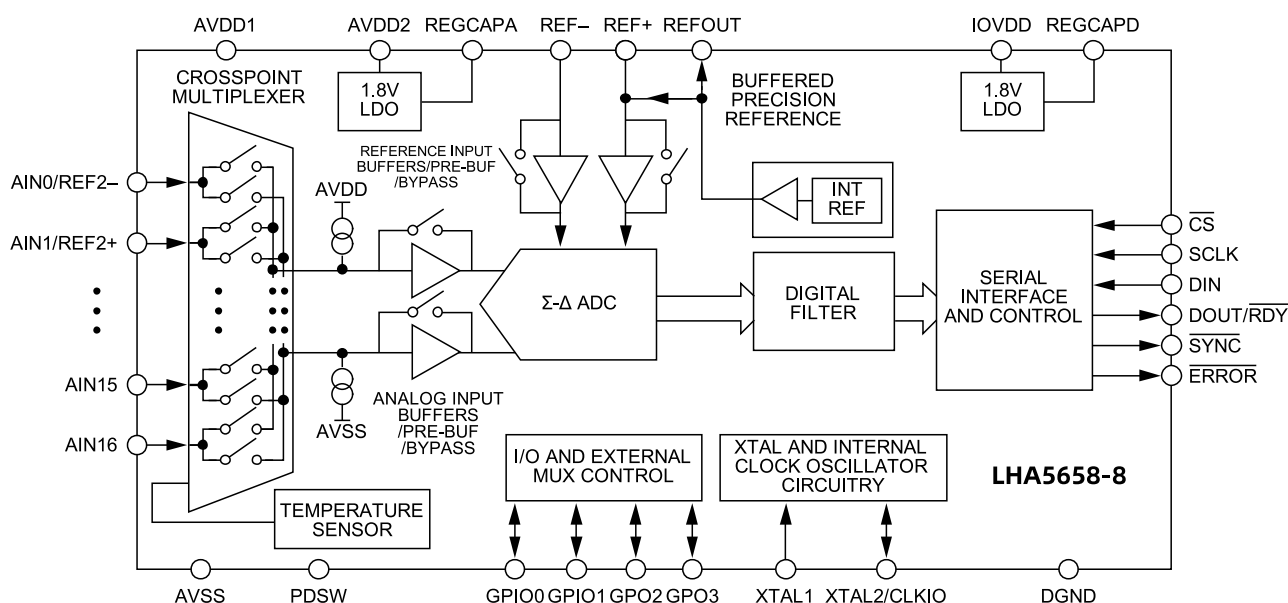 AVDD1
AVDD2
REGCAPA
REF–
REF+
REFOUT
IOVDD
REGCAPD
CROSSPOINT
MULTIPLEXER
1.8V
LDO
BUFFERED
PRECISION
REFERENCE
1.8V
LDO
REFERENCE INPUT
BUFFERS/PRE-BUF
/BYPASS
AIN0/REF2–
AVDD
INT
REF
AIN1/REF2+
CS
SCLK
DIN
DOUT/RDY
SYNC
ERROR
Σ-Δ ADC
DIGITAL
FILTER
SERIAL
INTERFACE
AND CONTROL
AIN15
AIN16
AVSS
ANALOG INPUT
BUFFERS
/PRE-BUF
/BYPASS
I/O AND EXTERNAL
MUX CONTROL
XTAL AND INTERNAL
CLOCK OSCILLATOR
CIRCUITRY
LHA5658-8
TEMPERATURE
SENSOR
AVSS
PDSW
GPIO0
GPIO1
GPO2
GPO3
XTAL1
XTAL2/CLKIO
DGND